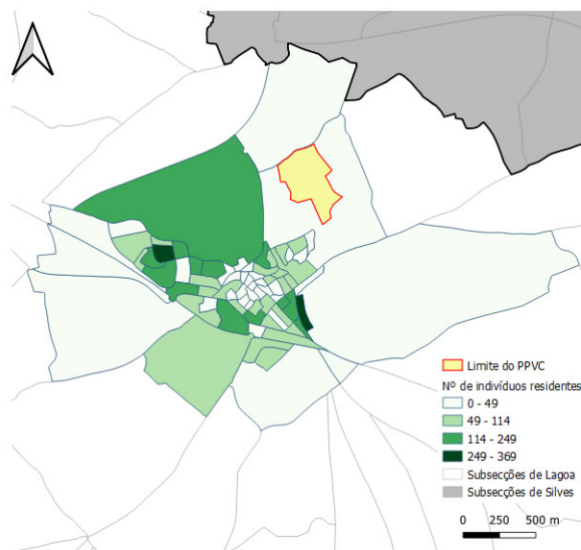 Limite do PPVC
Nº de indivíduos residentes
0 - 49
49 - 114
114 - 249
249 - 369
Subsecções de Lagoa
Subsecções de Silves
0 250 500 m